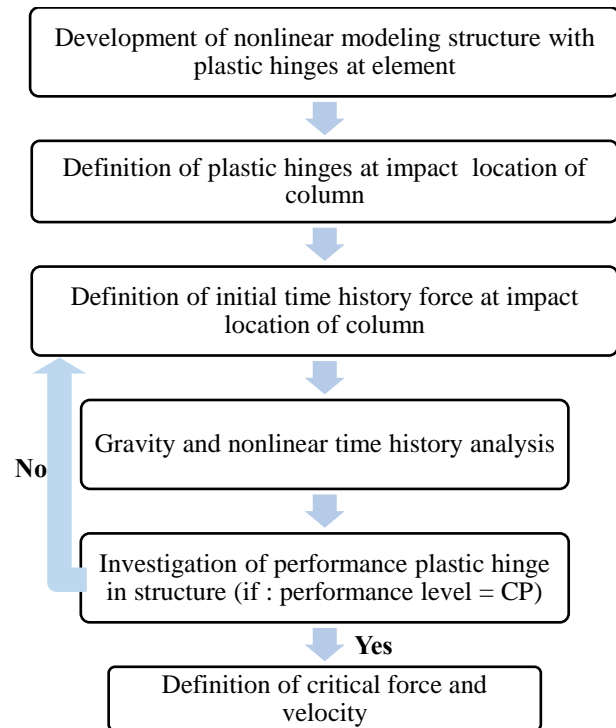 Development of nonlinear modeling structure with
plastic hinges at element
Definition of plastic hinges at impact location of
column
Definition of initial time history force at impact
location of column
Gravity and nonlinear time history analysis
No
Investigation of performance plastic hinge
in structure (if : performance level = CP)
Yes
Definition of critical force and
velocity